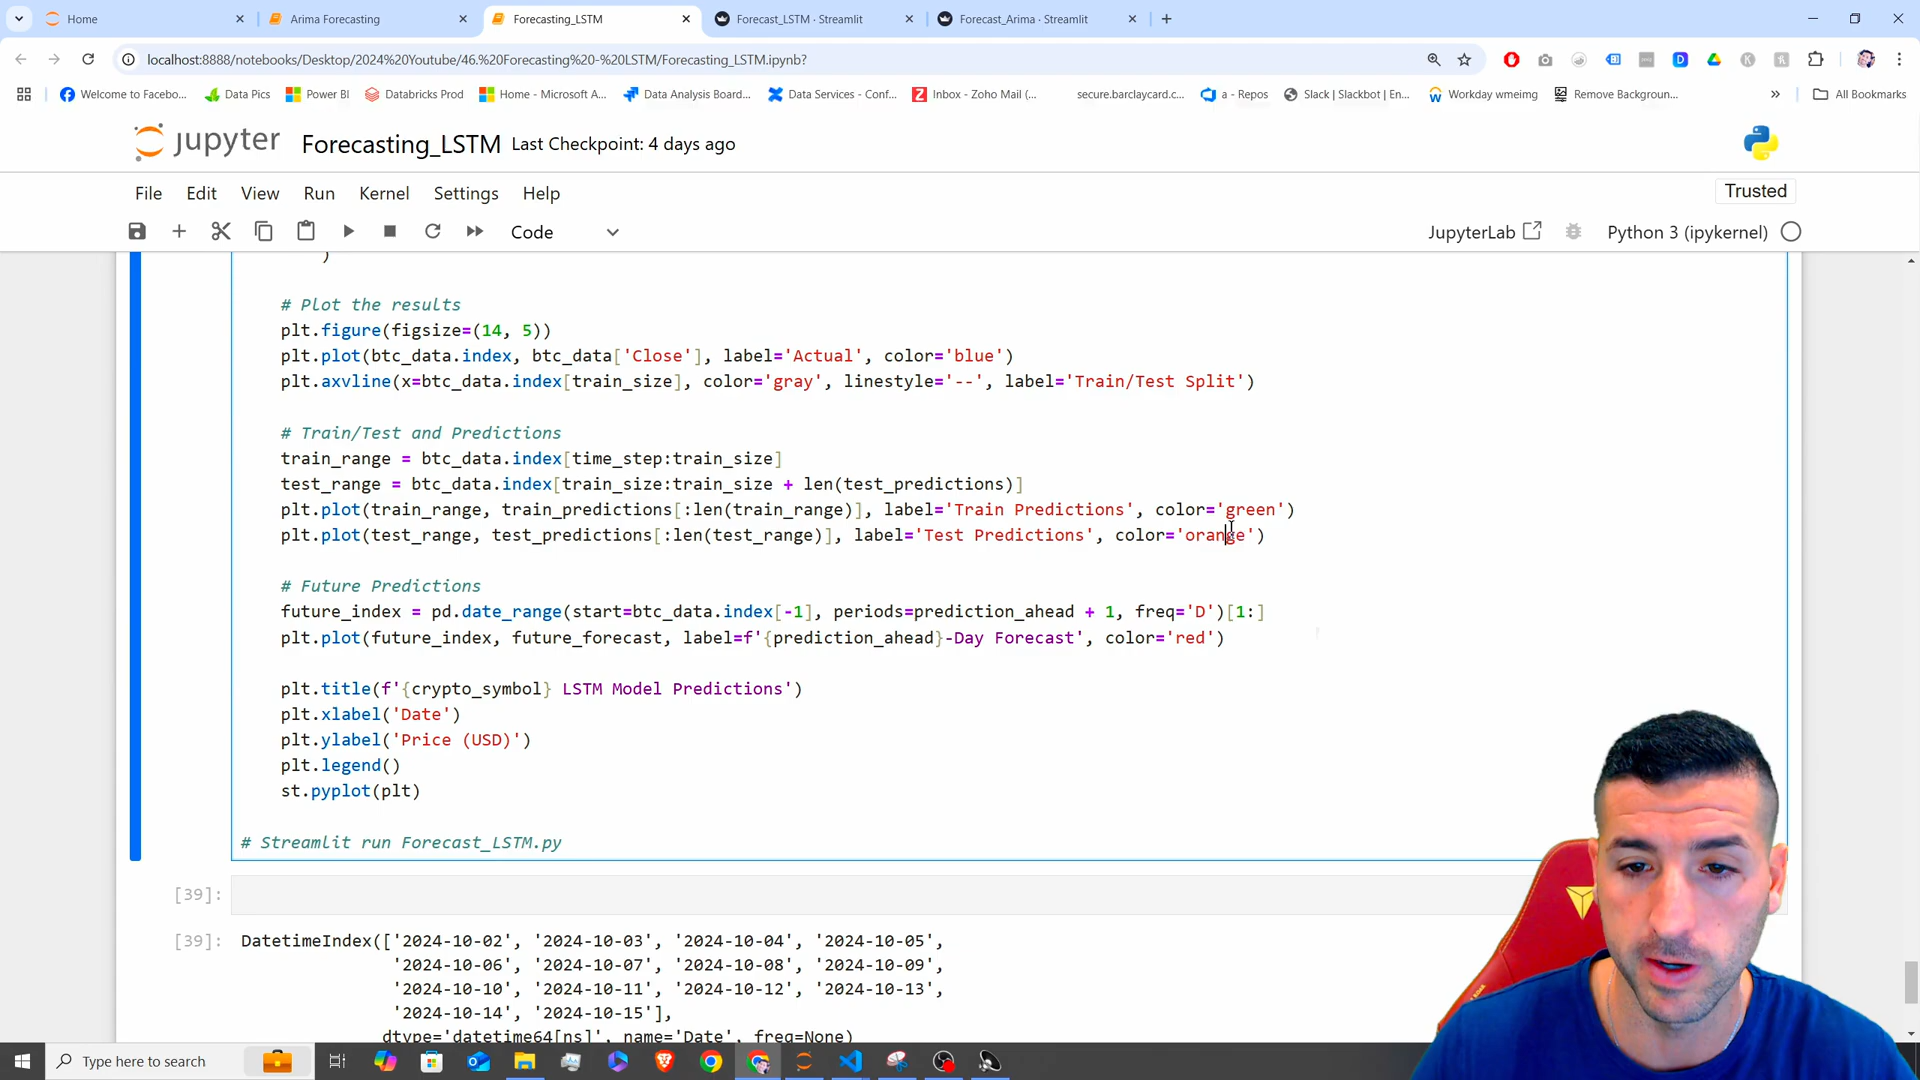 Home
Arima Forecasting
Forecasting_LSTM
Forecast_LSTM · Streamlit
Forecast_Arima · Streamlit
localhost:8888/notebooks/Desktop/2024%20Youtube/46.%20Forecasting%20-%20LSTM/Forecasting_LSTM.ipynb?
Welcome to Facebo...
Data Pics
Power BI
Databricks Prod
Home - Microsoft A...
Data Analysis Board...
Data Services - Conf...
Inbox - Zoho Mail (...
secure.barclaycard.c...
a - Repos
Slack | Slackbot | En...
Workday wmeimg
Remove Backgroun...
All Bookmarks
jupyter Forecasting_LSTM Last Checkpoint: 4 days ago
File Edit View Run Kernel Settings Help
Trusted
Code
JupyterLab
Python 3 (ipykernel)
)
# Plot the results
plt.figure(figsize=(14, 5))
plt.plot(btc_data.index, btc_data['Close'], label='Actual', color='blue')
plt.axvline(x=btc_data.index[train_size], color='gray', linestyle='--', label='Train/Test Split')
# Train/Test and Predictions
train_range = btc_data.index[time_step:train_size]
test_range = btc_data.index[train_size:train_size + len(test_predictions)]
plt.plot(train_range, train_predictions[:len(train_range)], label='Train Predictions', color='green')
plt.plot(test_range, test_predictions[:len(test_range)], label='Test Predictions', color='orange')
# Future Predictions
future_index = pd.date_range(start=btc_data.index[-1], periods=prediction_ahead + 1, freq='D')[1:]
plt.plot(future_index, future_forecast, label=f'{prediction_ahead}-Day Forecast', color='red')
plt.title(f'{crypto_symbol} LSTM Model Predictions')
plt.xlabel('Date')
plt.ylabel('Price (USD)')
plt.legend()
st.pyplot(plt)
# Streamlit run Forecast_LSTM.py
[39]:
[39]: DatetimeIndex(['2024-10-02', '2024-10-03', '2024-10-04', '2024-10-05',
'2024-10-06', '2024-10-07', '2024-10-08', '2024-10-09',
'2024-10-10', '2024-10-11', '2024-10-12', '2024-10-13',
'2024-10-14', '2024-10-15'],
dtype='datetime64[ns]', name='Date', freq=None)
Type here to search